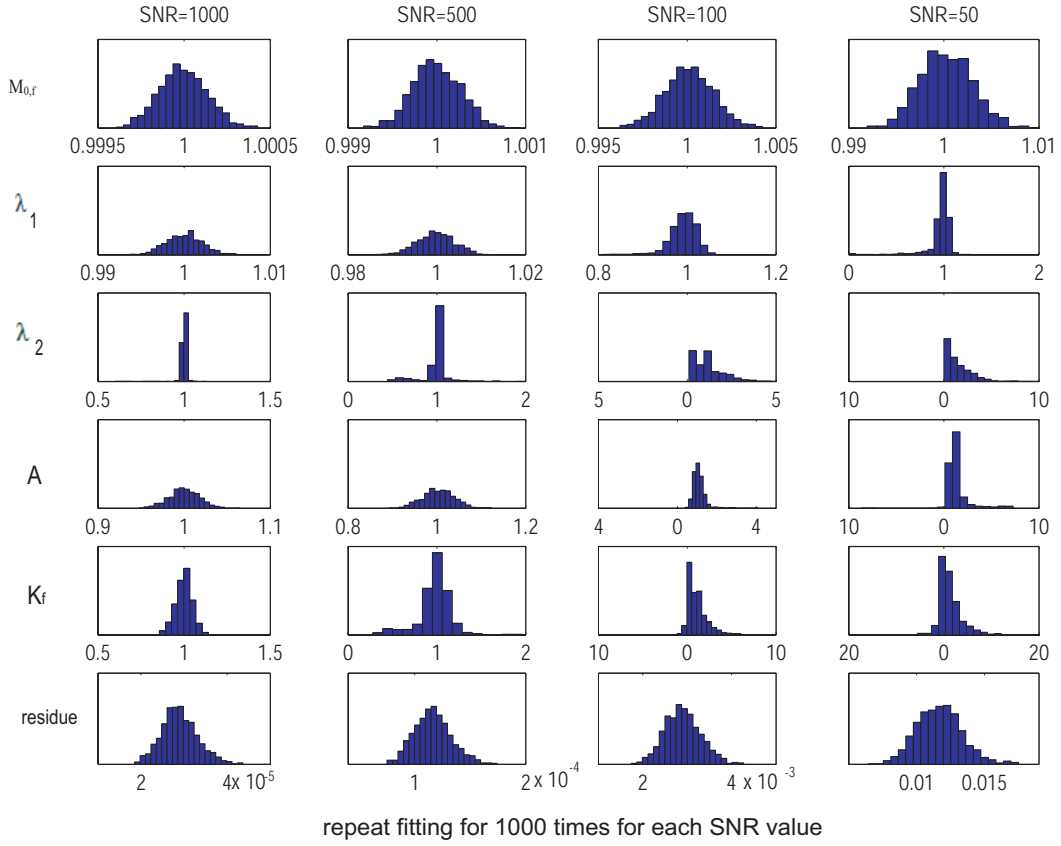 SNR=1000 SNR=500 SNR=100 SNR=50
M0,f
0.9995 1 1.0005 0.999 1 1.001 0.995 1 1.005 0.99 1 1.01
λ1
0.99 1 1.01 0.98 1 1.02 0.8 1 1.2 0 1 2
λ2
0.5 1 1.5 0 1 2 5 0 5 10 0 10
A
0.9 1 1.1 0.8 1 1.2 4 0 4 10 0 10
Kf
0.5 1 1.5 0 1 2 10 0 10 20 0 20
residue
2 4x10-5 1 2 x 10-4 2 4 x 10-3 0.01 0.015
repeat fitting for 1000 times for each SNR value